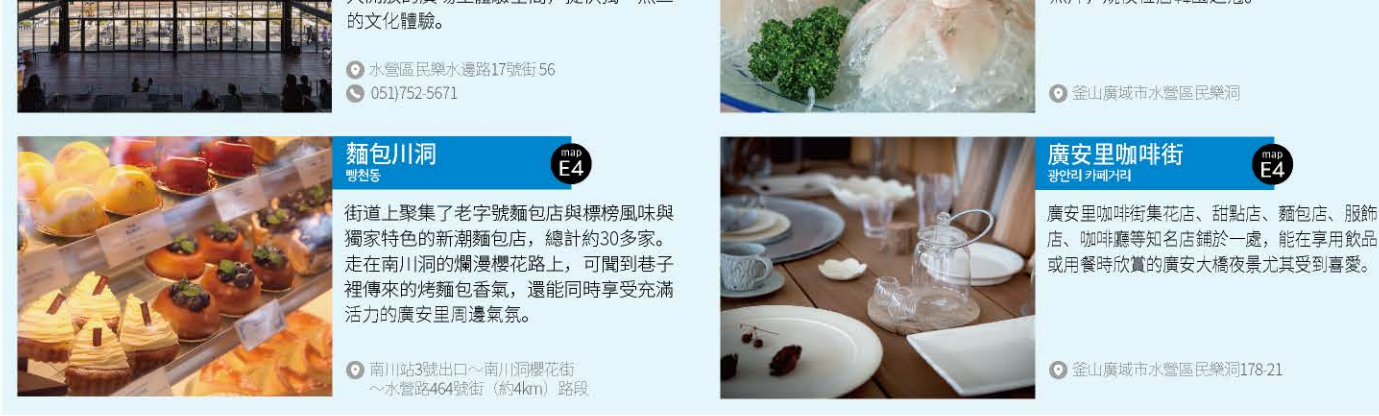 的文化體驗。
水營區民樂水邊路17號街 56
051)752-5671
釜山廣域市水營區民樂洞
麵包川洞
빵천동
map
E4
街道上聚集了老字號麵包店與標榜風味與
獨家特色的新潮麵包店，總計約30多家。
走在南川洞的爛漫櫻花路上，可聞到巷子
裡傳來的烤麵包香氣，還能同時享受充滿
活力的廣安里周邊氣氛。
南川站3號出口～南川洞櫻花街
～水營路464號街（約4km）路段
廣安里咖啡街
광안리 카페거리
map
E4
廣安里咖啡街集花店、甜點店、麵包店、服飾
店、咖啡廳等知名店鋪於一處，能在享用飲品
或用餐時欣賞的廣安大橋夜景尤其受到喜愛。
釜山廣域市水營區民樂洞178-21